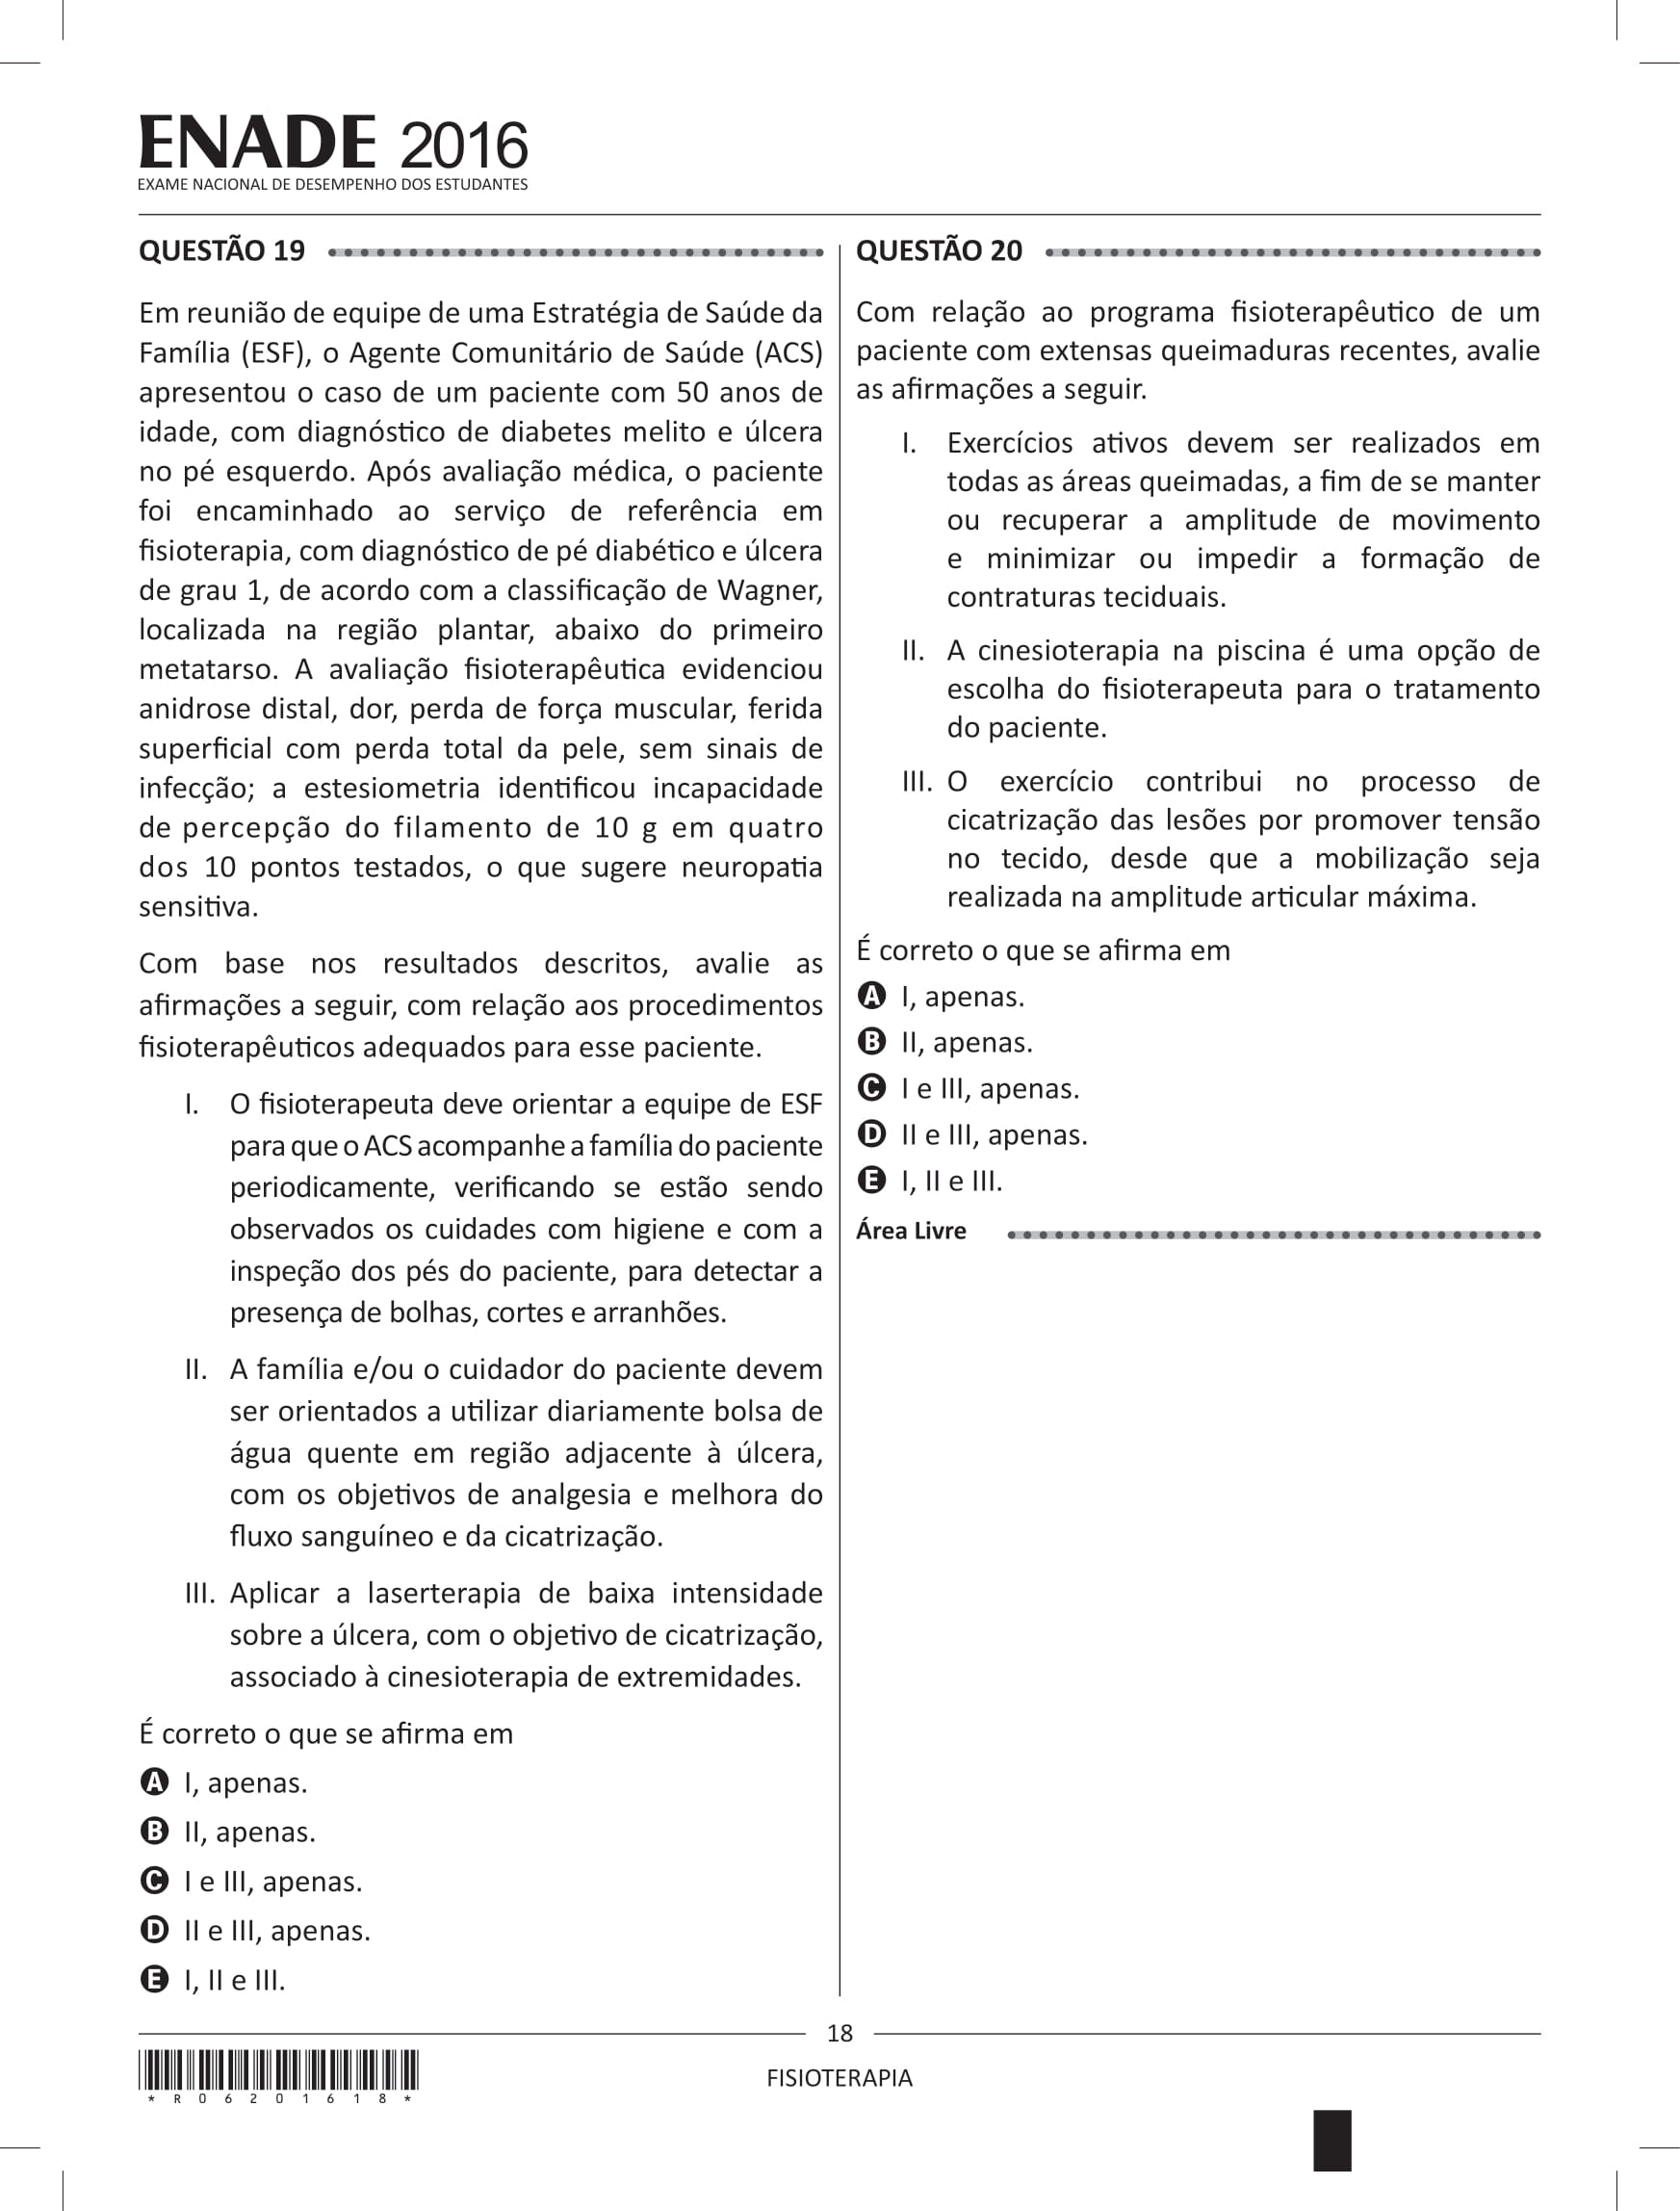 ENADE 2016
EXAME NACIONAL DE DESEMPENHO DOS ESTUDANTES
QUESTÃO 19
Em reunião de equipe de uma Estratégia de Saúde da
Família (ESF), o Agente Comunitário de Saúde (ACS)
apresentou o caso de um paciente com 50 anos de
idade, com diagnóstico de diabetes melito e úlcera
no pé esquerdo. Após avaliação médica, o paciente
foi encaminhado ao serviço de referência em
fisioterapia, com diagnóstico de pé diabético e úlcera
de grau 1, de acordo com a classificação de Wagner,
localizada na região plantar, abaixo do primeiro
metatarso. A avaliação fisioterapêutica evidenciou
anidrose distal, dor, perda de força muscular, ferida
superficial com perda total da pele, sem sinais de
infecção; a estesiometria identificou incapacidade
de percepção do filamento de 10 g em quatro
dos 10 pontos testados, o que sugere neuropatia
sensitiva.
Com base nos resultados descritos, avalie as
afirmações a seguir, com relação aos procedimentos
fisioterapêuticos adequados para esse paciente.
I. O fisioterapeuta deve orientar a equipe de ESF
para que o ACS acompanhe a família do paciente
periodicamente, verificando se estão sendo
observados os cuidados com higiene e com a
inspeção dos pés do paciente, para detectar a
presença de bolhas, cortes e arranhões.
II. A família e/ou o cuidador do paciente devem
ser orientados a utilizar diariamente bolsa de
água quente em região adjacente à úlcera,
com os objetivos de analgesia e melhora do
fluxo sanguíneo e da cicatrização.
III. Aplicar a laserterapia de baixa intensidade
sobre a úlcera, com o objetivo de cicatrização,
associado à cinesioterapia de extremidades.
É correto o que se afirma em
A I, apenas.
B II, apenas.
C I e III, apenas.
D II e III, apenas.
E I, II e III.
QUESTÃO 20
Com relação ao programa fisioterapêutico de um
paciente com extensas queimaduras recentes, avalie
as afirmações a seguir.
I. Exercícios ativos devem ser realizados em
todas as áreas queimadas, a fim de se manter
ou recuperar a amplitude de movimento
e minimizar ou impedir a formação de
contraturas teciduais.
II. A cinesioterapia na piscina é uma opção de
escolha do fisioterapeuta para o tratamento
do paciente.
III. O exercício contribui no processo de
cicatrização das lesões por promover tensão
no tecido, desde que a mobilização seja
realizada na amplitude articular máxima.
É correto o que se afirma em
A I, apenas.
B II, apenas.
C I e III, apenas.
D II e III, apenas.
E I, II e III.
Área Livre
18
FISIOTERAPIA
* R 0 6 2 0 1 6 1 8 *